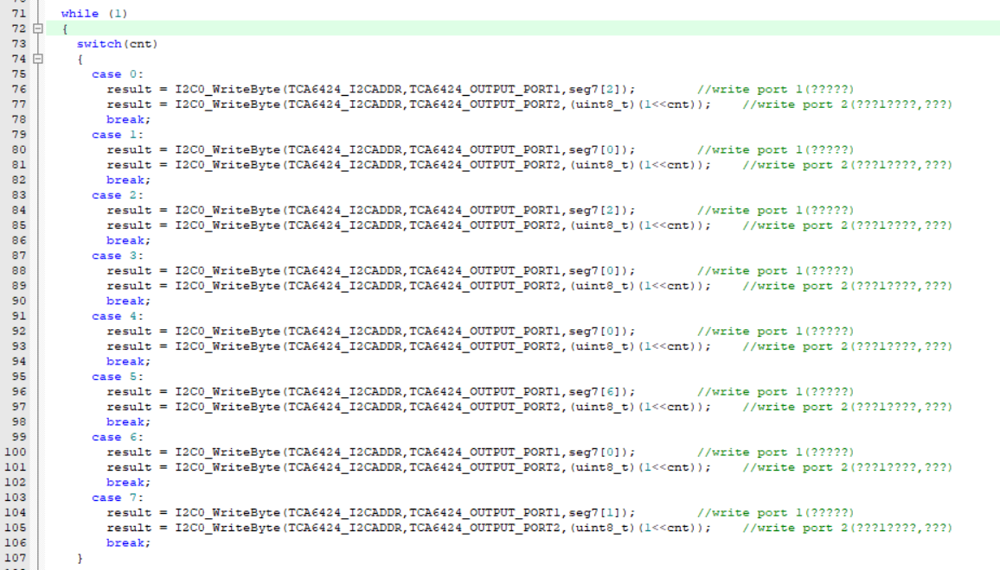 71 while (1)
72 {
73 switch(cnt)
74 {
75 case 0:
76 result = I2C0_WriteByte(TCA6424_I2CADDR,TCA6424_OUTPUT_PORT1,seg7[2]); //write port 1(?????)
77 result = I2C0_WriteByte(TCA6424_I2CADDR,TCA6424_OUTPUT_PORT2,(uint8_t)(1<<cnt)); //write port 2(???1????,???)
78 break;
79 case 1:
80 result = I2C0_WriteByte(TCA6424_I2CADDR,TCA6424_OUTPUT_PORT1,seg7[0]); //write port 1(?????)
81 result = I2C0_WriteByte(TCA6424_I2CADDR,TCA6424_OUTPUT_PORT2,(uint8_t)(1<<cnt)); //write port 2(???1????,???)
82 break;
83 case 2:
84 result = I2C0_WriteByte(TCA6424_I2CADDR,TCA6424_OUTPUT_PORT1,seg7[2]); //write port 1(?????)
85 result = I2C0_WriteByte(TCA6424_I2CADDR,TCA6424_OUTPUT_PORT2,(uint8_t)(1<<cnt)); //write port 2(???1????,???)
86 break;
87 case 3:
88 result = I2C0_WriteByte(TCA6424_I2CADDR,TCA6424_OUTPUT_PORT1,seg7[0]); //write port 1(?????)
89 result = I2C0_WriteByte(TCA6424_I2CADDR,TCA6424_OUTPUT_PORT2,(uint8_t)(1<<cnt)); //write port 2(???1????,???)
90 break;
91 case 4:
92 result = I2C0_WriteByte(TCA6424_I2CADDR,TCA6424_OUTPUT_PORT1,seg7[0]); //write port 1(?????)
93 result = I2C0_WriteByte(TCA6424_I2CADDR,TCA6424_OUTPUT_PORT2,(uint8_t)(1<<cnt)); //write port 2(???1????,???)
94 break;
95 case 5:
96 result = I2C0_WriteByte(TCA6424_I2CADDR,TCA6424_OUTPUT_PORT1,seg7[6]); //write port 1(?????)
97 result = I2C0_WriteByte(TCA6424_I2CADDR,TCA6424_OUTPUT_PORT2,(uint8_t)(1<<cnt)); //write port 2(???1????,???)
98 break;
99 case 6:
100 result = I2C0_WriteByte(TCA6424_I2CADDR,TCA6424_OUTPUT_PORT1,seg7[0]); //write port 1(?????)
101 result = I2C0_WriteByte(TCA6424_I2CADDR,TCA6424_OUTPUT_PORT2,(uint8_t)(1<<cnt)); //write port 2(???1????,???)
102 break;
103 case 7:
104 result = I2C0_WriteByte(TCA6424_I2CADDR,TCA6424_OUTPUT_PORT1,seg7[1]); //write port 1(?????)
105 result = I2C0_WriteByte(TCA6424_I2CADDR,TCA6424_OUTPUT_PORT2,(uint8_t)(1<<cnt)); //write port 2(???1????,???)
106 break;
107 }